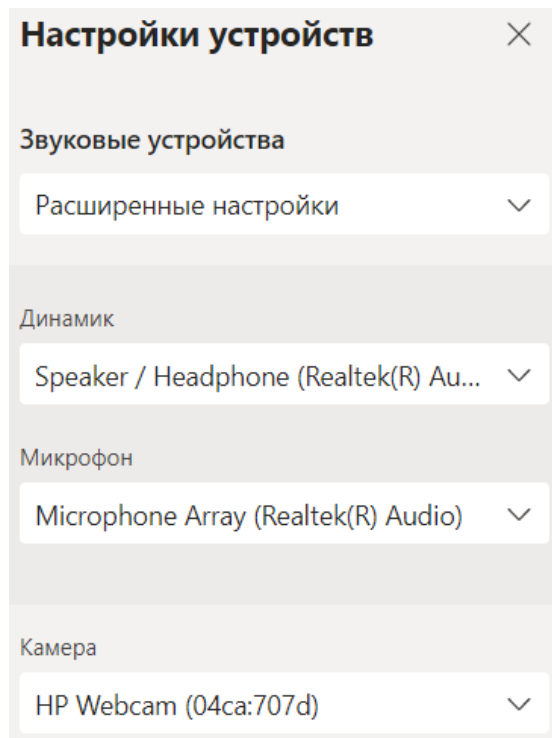 Настройки устройств
Звуковые устройства
Расширенные настройки
Динамик
Speaker / Headphone (Realtek(R) Au...
Микрофон
Microphone Array (Realtek(R) Audio)
Камера
HP Webcam (04ca:707d)